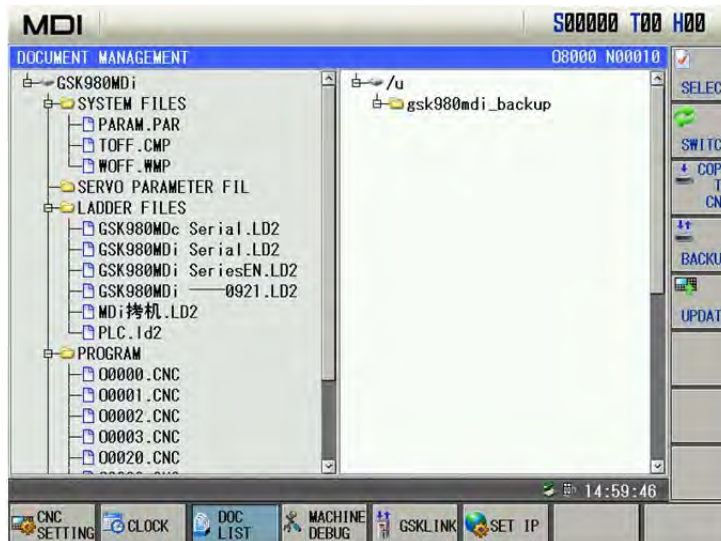 MDI
S00000 T00 H00
DOCUMENT MANAGEMENT
O8000 N00010
GSK980MDi
SYSTEM FILES
PARAM.PAR
TOFF.CMP
WOFF.WMP
SERVO PARAMETER FIL
LADDER FILES
GSK980MDc Serial.LD2
GSK980MDi Serial.LD2
GSK980MDi SeriesEN.LD2
GSK980MDi ——0921.LD2
MDi拷机.LD2
PLC.ld2
PROGRAM
O0000.CNC
O0001.CNC
O0002.CNC
O0003.CNC
O0020.CNC
/u
gsk980mdi_backup
SELEC
SWITC
COP
T
CN
BACKU
UPDAT
14:59:46
CNC
SETTING
CLOCK
DOC
LIST
MACHINE
DEBUG
GSKLINK
SET IP